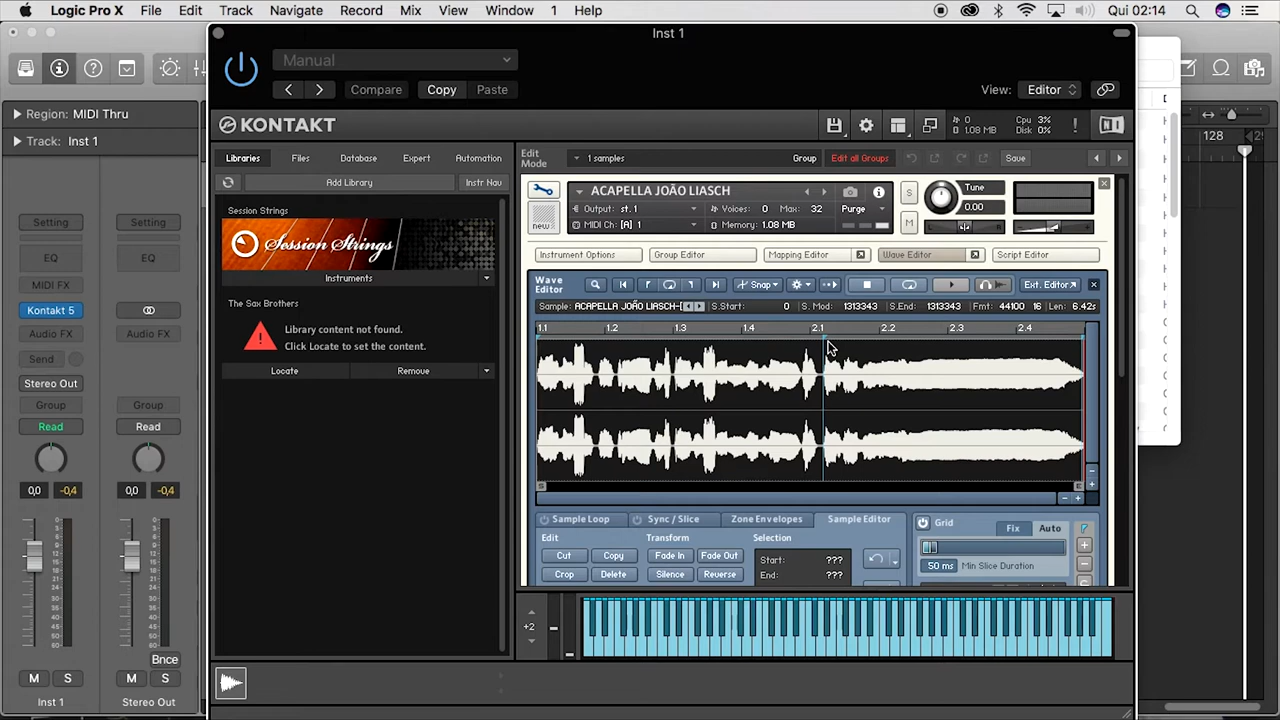 Logic Pro X File Edit Track Navigate Record Mix View Window 1 Help Qui 02:14
Inst 1
Manual
Compare Copy Paste View: Editor
Region: MIDI Thru
Track: Inst 1
KONTAKT
0
1.08 MB
Cpu 3%
Disk 0%
!
Libraries Files Database Expert Automation
Add Library Instr Nav
Session Strings
Session Strings
Instruments
The Sax Brothers
Library content not found.
Click Locate to set the content.
Locate Remove
Edit
Mode
1 samples Group Edit all Groups Save
128
new
ACAPELLA JOÃO LIASCH
Output: st.1 Voices: 0 Max: 32 Purge
MIDI Ch: [A] 1 Memory: 1.08 MB
S
M
Tune
0.00
Instrument Options Group Editor Mapping Editor Wave Editor Script Editor
Wave
Editor
Snap Ext. Editor
Sample: ACAPELLA JOÃO LIASCH- S.Start: 0 S. Mod: 1313343 S.End: 1313343 Fmt: 44100 16 Len: 6.42s
1.1 1.2 1.3 1.4 2.1 2.2 2.3 2.4
S E
Sample Loop Sync / Slice Zone Envelopes Sample Editor
Grid Fix Auto
Edit Transform Selection
Cut Copy Fade In Fade Out
Crop Delete Silence Reverse
Start: ???
End: ???
50 ms Min Slice Duration
+2
Setting Setting
EQ EQ
MIDI FX
Kontakt 5
Audio FX Audio FX
Send
Stereo Out
Group Group
Read Read
0,0 -0,4 0,0 -0,4
Bnce
M S M S
Inst 1 Stereo Out